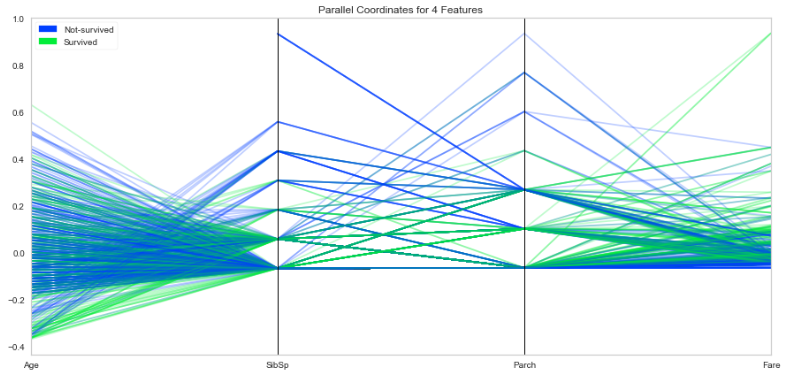 Parallel Coordinates for 4 Features
1.0
Not-survived
Survived
0.8
0.6
0.4
0.2
0.0
−0.2
−0.4
Age SibSp Parch Fare